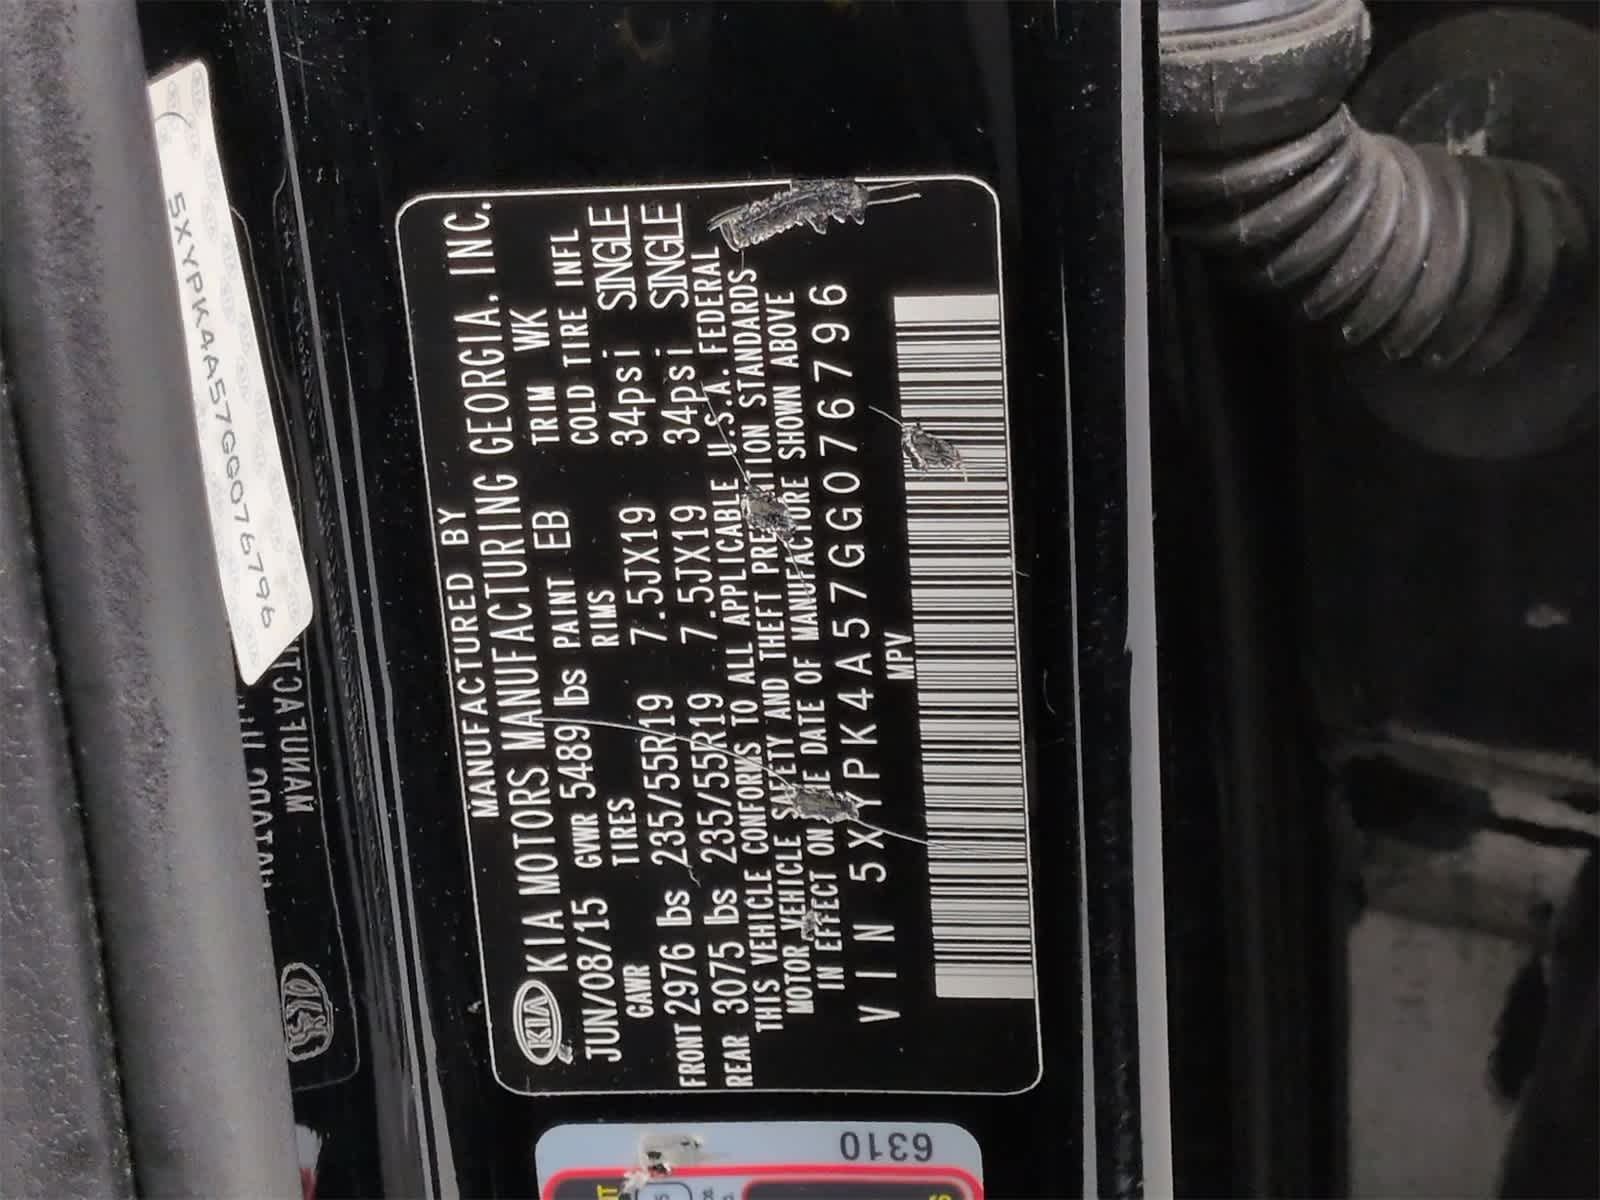 MANUFACTURED BY
KIA KIA MOTORS MANUFACTURING GEORGIA, INC.
JUN/08/15 GVWR 5489 lbs PAINT EB TRIM WK
GAWR TIRES RIMS COLD TIRE INFL
FRONT 2976 lbs 235/55R19 7.5JX19 34psi SINGLE
REAR 3075 lbs 235/55R19 7.5JX19 34psi SINGLE
THIS VEHICLE CONFORMS TO ALL APPLICABLE U.S.A. FEDERAL
MOTOR VEHICLE SAFETY AND THEFT PREVENTION STANDARDS
IN EFFECT ON THE DATE OF MANUFACTURE SHOWN ABOVE
VIN 5XYPK4A57GG076796
MPV
5XYPK4A57GG076796
6310